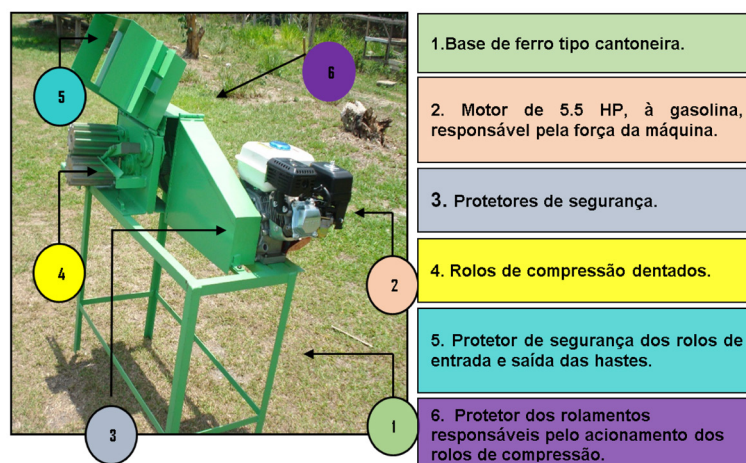 5
6
4
2
3
1
1.Base de ferro tipo cantoneira.
2. Motor de 5.5 HP, à gasolina,
responsável pela força da máquina.
3. Protetores de segurança.
4. Rolos de compressão dentados.
5. Protetor de segurança dos rolos de
entrada e saída das hastes.
6. Protetor dos rolamentos
responsáveis pelo acionamento dos
rolos de compressão.